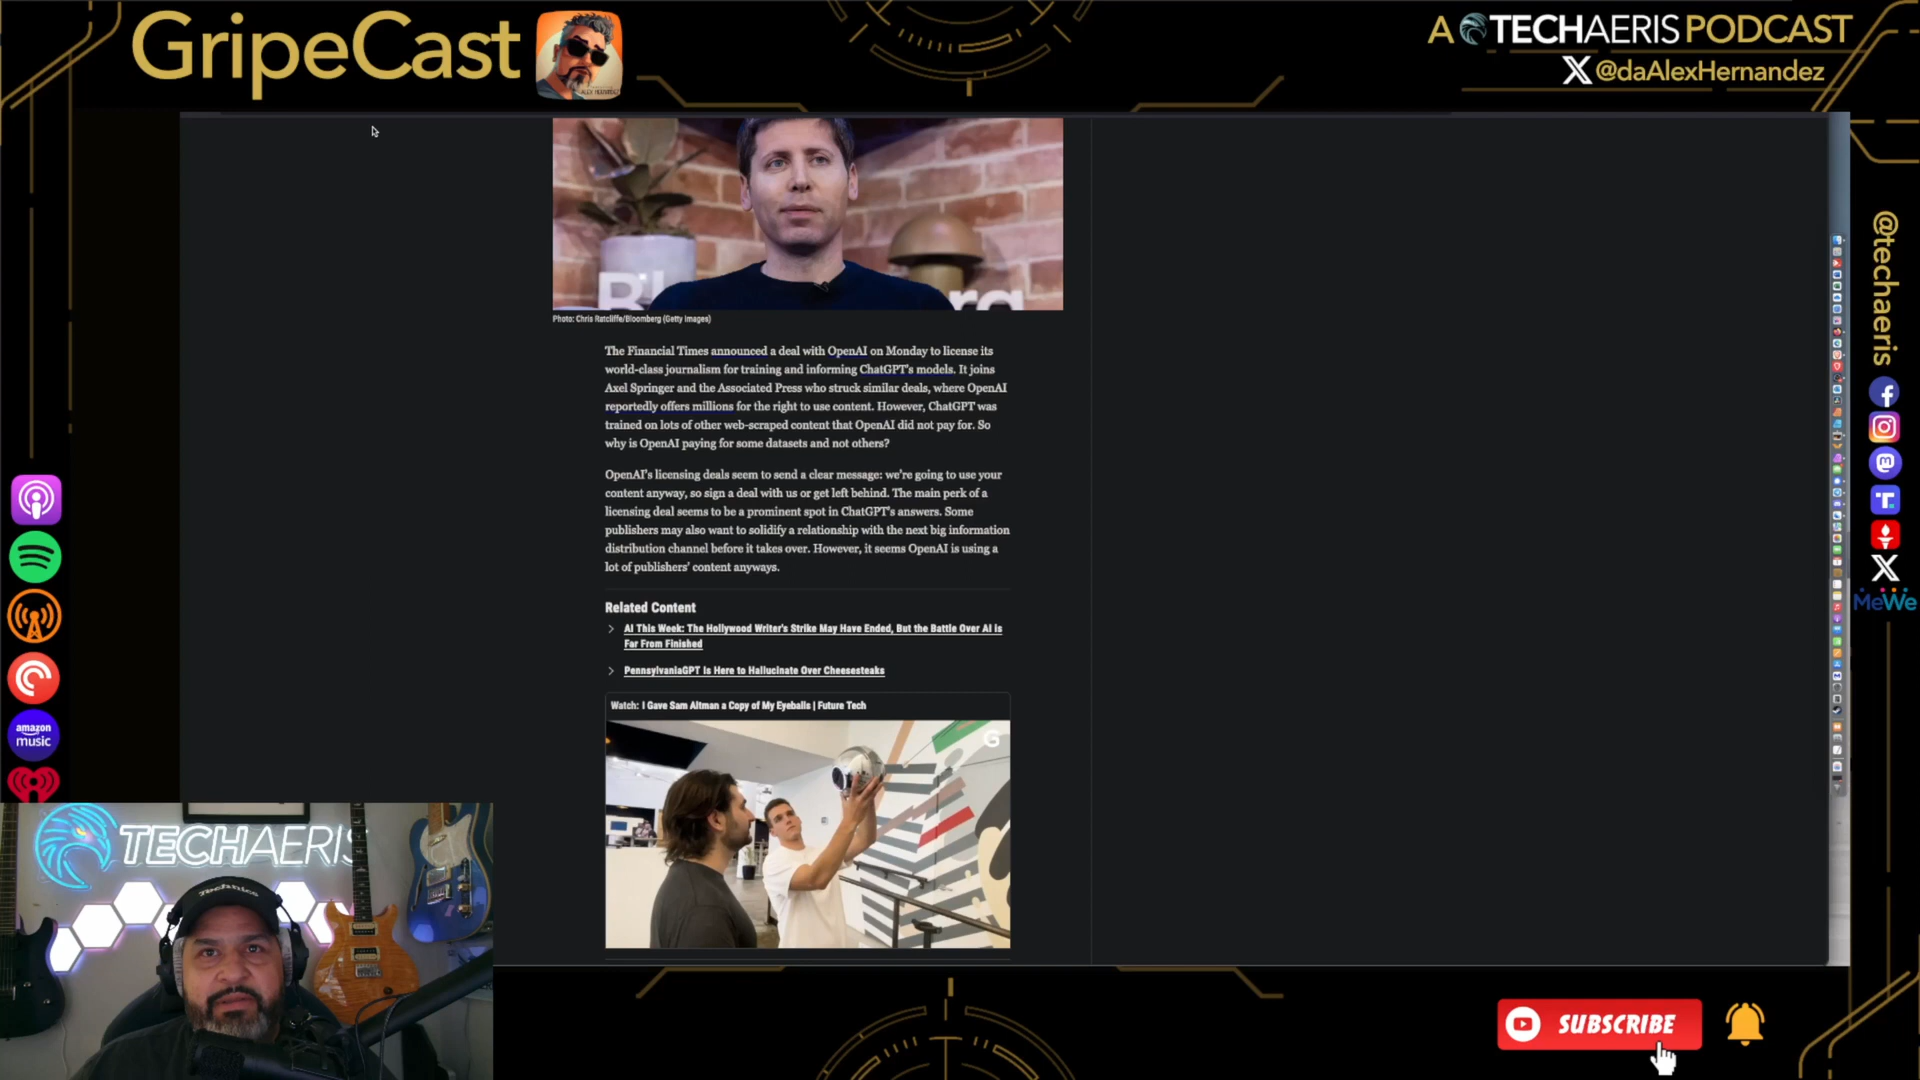 GripeCast
ALEX HERNANDEZ
A TECHAERIS PODCAST
X @daAlexHernandez
@techaeris
Photo: Chris Ratcliffe/Bloomberg (Getty Images)
The Financial Times announced a deal with OpenAI on Monday to license its
world-class journalism for training and informing ChatGPT's models. It joins
Axel Springer and the Associated Press who struck similar deals, where OpenAI
reportedly offers millions for the right to use content. However, ChatGPT was
trained on lots of other web-scraped content that OpenAI did not pay for. So
why is OpenAI paying for some datasets and not others?
OpenAI's licensing deals seem to send a clear message: we're going to use your
content anyway, so sign a deal with us or get left behind. The main perk of a
licensing deal seems to be a prominent spot in ChatGPT's answers. Some
publishers may also want to solidify a relationship with the next big information
distribution channel before it takes over. However, it seems OpenAI is using a
lot of publishers' content anyways.
Related Content
AI This Week: The Hollywood Writer's Strike May Have Ended, But the Battle Over AI is
Far From Finished
PennsylvaniaGPT Is Here to Hallucinate Over Cheesesteaks
Watch: I Gave Sam Altman a Copy of My Eyeballs | Future Tech
G
amazon
music
MeWe
TECHAERIS
Technics
SUBSCRIBE